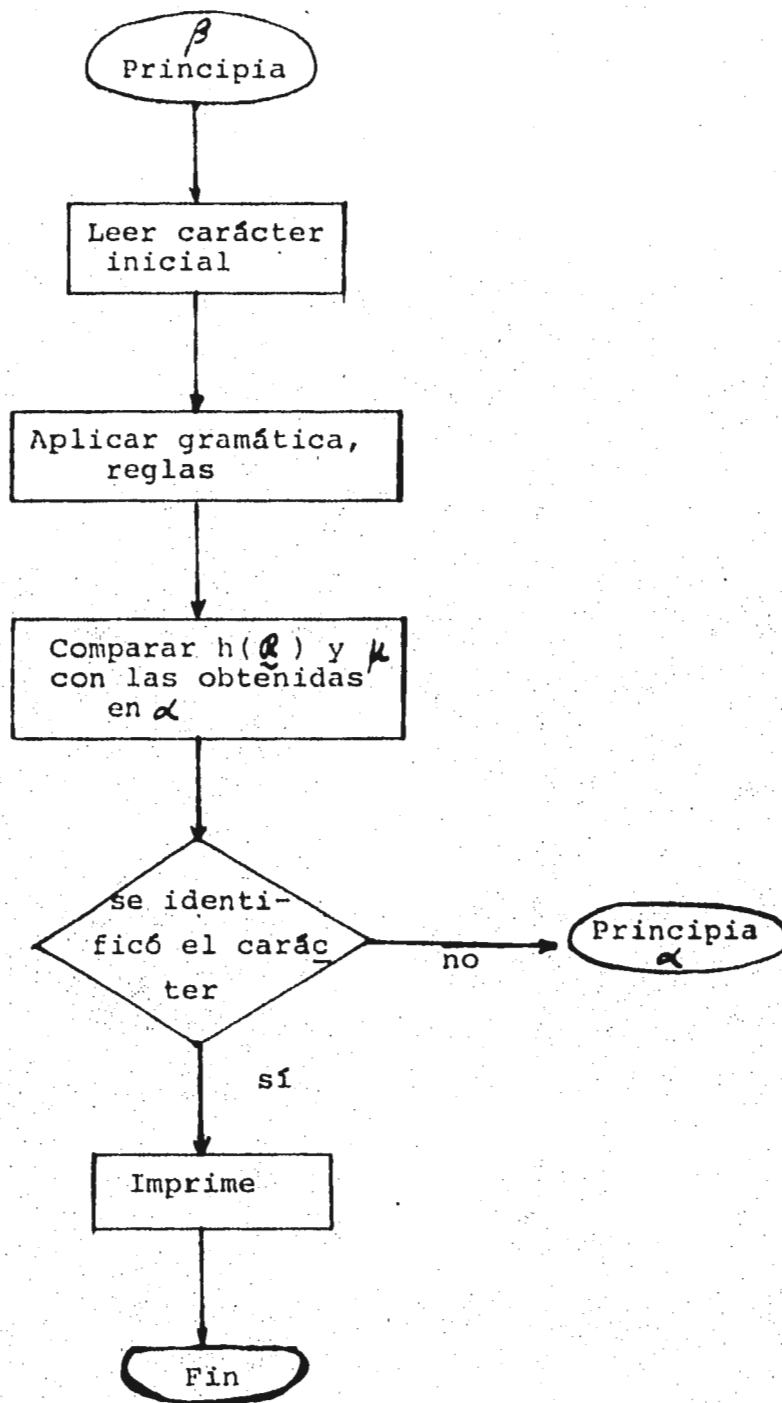 β
Principia
Leer carácter
inicial
Aplicar gramática,
reglas
Comparar h(R) y μ
con las obtenidas
en α
se identi-
ficó el carác
ter
no
Principia
α
sí
Imprime
Fin